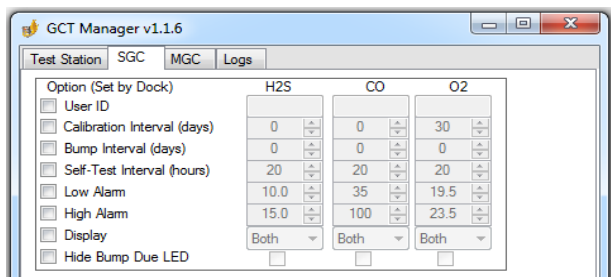 GCT Manager v1.1.6
Test Station SGC MGC Logs
Option (Set by Dock) H2S CO O2
User ID
Calibration Interval (days) 0 0 30
Bump Interval (days) 0 0 0
Self-Test Interval (hours) 20 20 20
Low Alarm 10.0 35 19.5
High Alarm 15.0 100 23.5
Display Both Both Both
Hide Bump Due LED